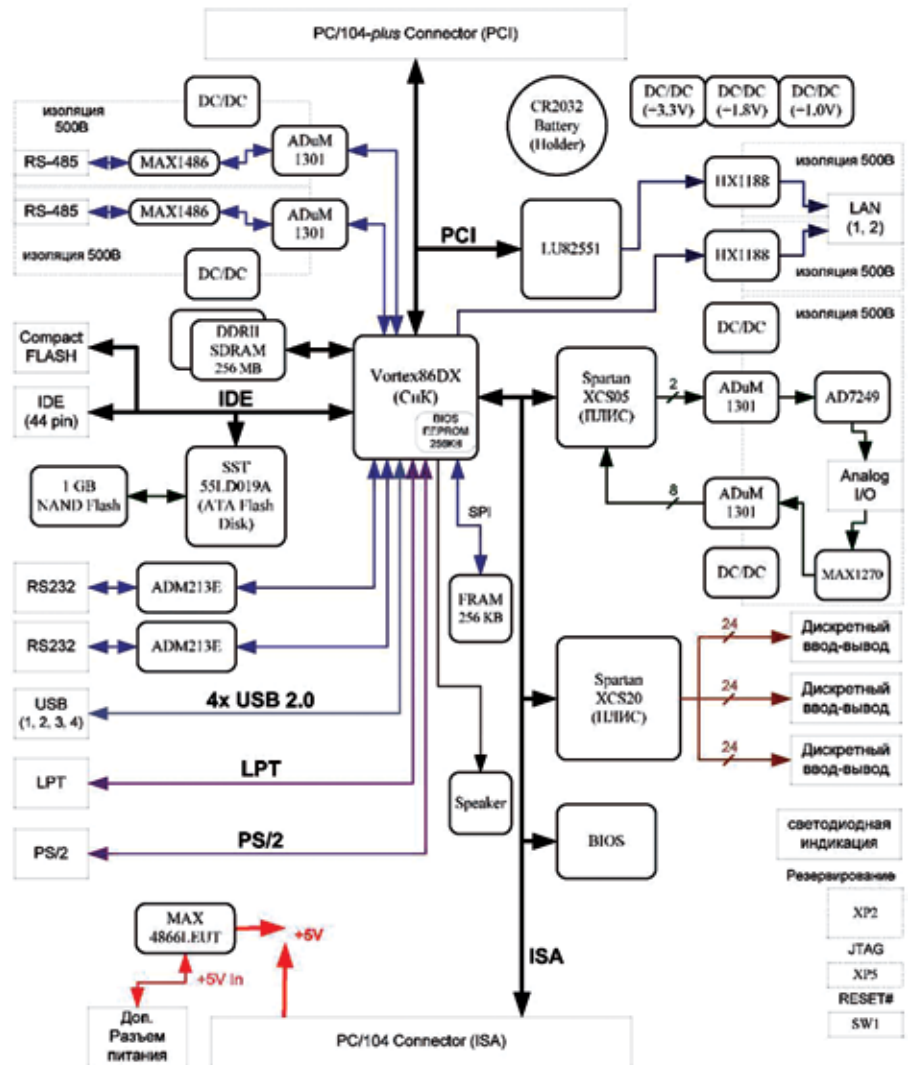 PC/104-plus Connector (PCI)
DC/DC
изоляция
500В
RS-485
MAX1486
ADuM
1301
RS-485
MAX1486
ADuM
1301
изоляция 500В
DC/DC
CR2032
Battery
(Holder)
DC/DC
(+3.3V)
DC/DC
(+1.8V)
DC/DC
(+1.0V)
изоляция 500В
HX1188
LAN
(1, 2)
HX1188
изоляция 500В
PCI
LU82551
Compact
FLASH
DDRII
SDRAM
256 MB
IDE
(44 pin)
IDE
Vortex86DX
(СнК)
BIOS
EEPROM
256K6
Spartan
XCS05
(ПЛИС)
изоляция 500В
DC/DC
2
ADuM
1301
AD7249
Analog
I/O
8
ADuM
1301
MAX1270
DC/DC
1 GB
NAND Flash
SST
55LD019A
(ATA Flash
Disk)
SPI
FRAM
256 KB
RS232
ADM213E
RS232
ADM213E
USB
(1, 2, 3, 4)
4x USB 2.0
LPT
LPT
PS/2
PS/2
Speaker
Spartan
XCS20
(ПЛИС)
24
Дискретный
ввод-вывод
24
Дискретный
ввод-вывод
24
Дискретный
ввод-вывод
BIOS
светодиодная
индикация
Резервирование
XP2
JTAG
XP5
RESET#
SW1
MAX
4866LEUT
+5V
+5V In
Доп.
Разъем
питания
ISA
PC/104 Connector (ISA)